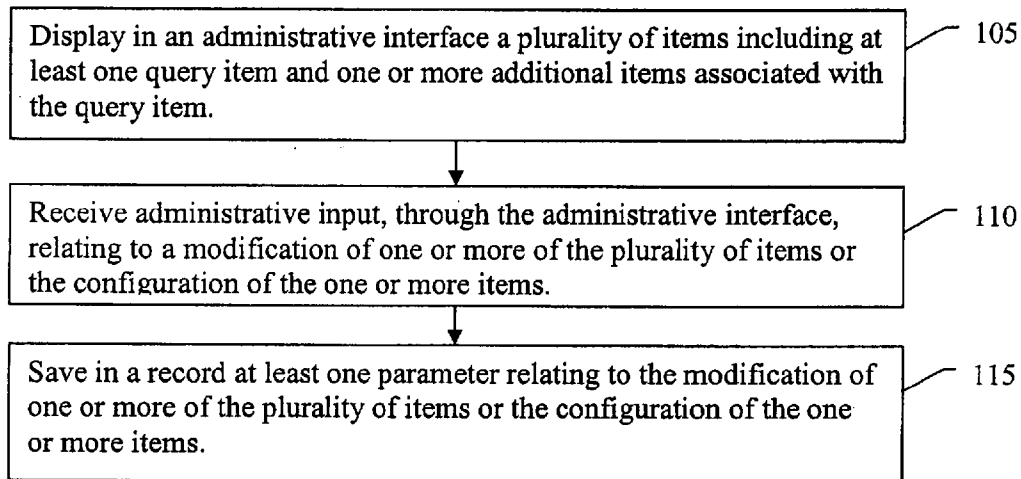 Display in an administrative interface a plurality of items including at
least one query item and one or more additional items associated with
the query item.
105
Receive administrative input, through the administrative interface,
relating to a modification of one or more of the plurality of items or
the configuration of the one or more items.
110
Save in a record at least one parameter relating to the modification of
one or more of the plurality of items or the configuration of the one
or more items.
115